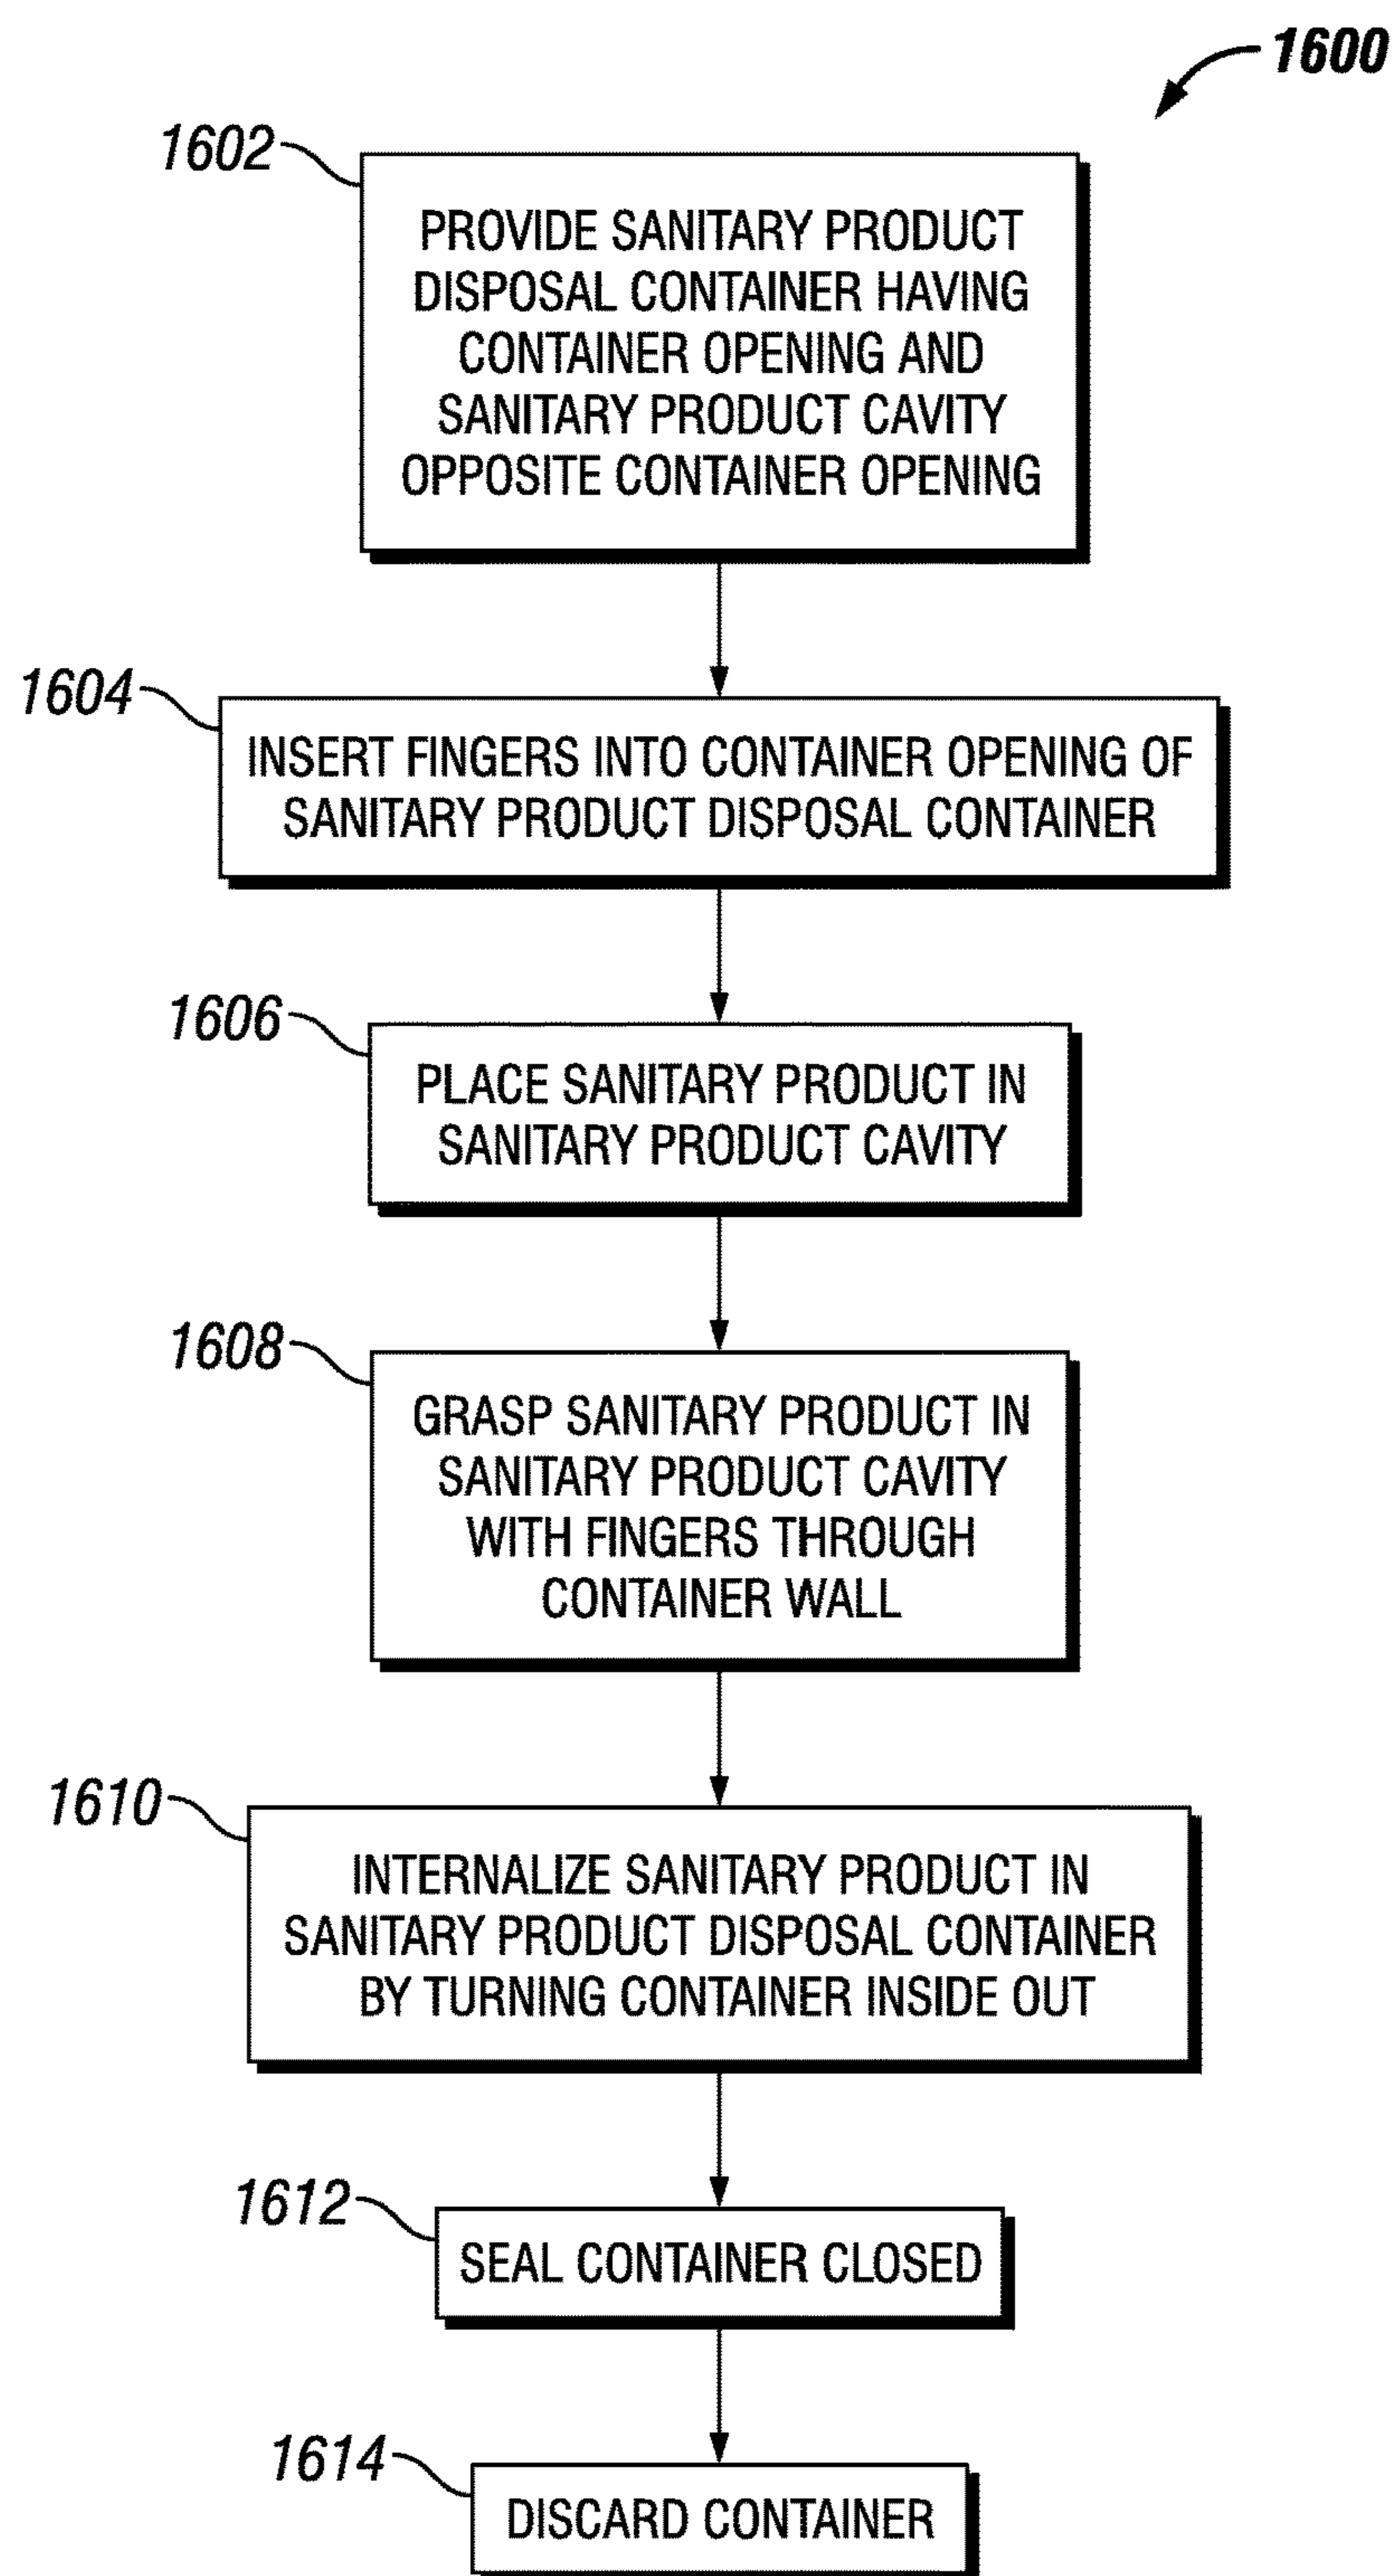 1600
1602
PROVIDE SANITARY PRODUCT
DISPOSAL CONTAINER HAVING
CONTAINER OPENING AND
SANITARY PRODUCT CAVITY
OPPOSITE CONTAINER OPENING
1604
INSERT FINGERS INTO CONTAINER OPENING OF
SANITARY PRODUCT DISPOSAL CONTAINER
1606
PLACE SANITARY PRODUCT IN
SANITARY PRODUCT CAVITY
1608
GRASP SANITARY PRODUCT IN
SANITARY PRODUCT CAVITY
WITH FINGERS THROUGH
CONTAINER WALL
1610
INTERNALIZE SANITARY PRODUCT IN
SANITARY PRODUCT DISPOSAL CONTAINER
BY TURNING CONTAINER INSIDE OUT
1612
SEAL CONTAINER CLOSED
1614
DISCARD CONTAINER